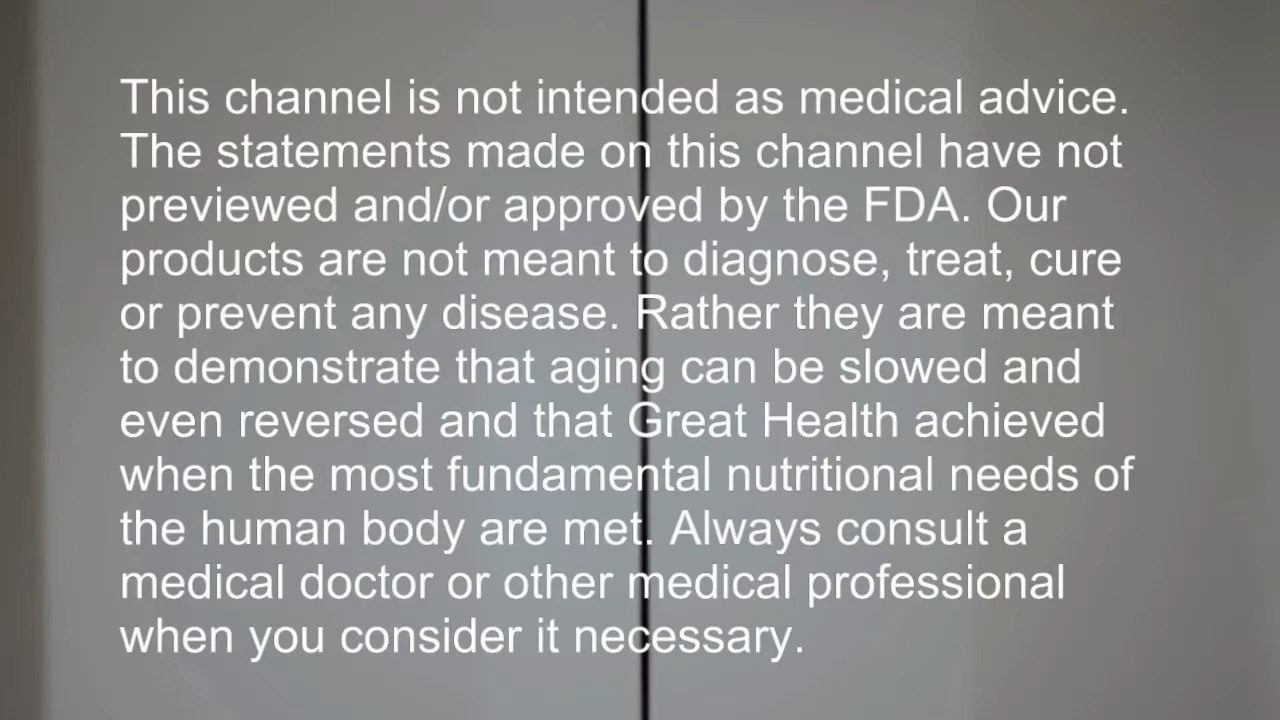 This channel is not intended as medical advice.
The statements made on this channel have not
previewed and/or approved by the FDA. Our
products are not meant to diagnose, treat, cure
or prevent any disease. Rather they are meant
to demonstrate that aging can be slowed and
even reversed and that Great Health achieved
when the most fundamental nutritional needs of
the human body are met. Always consult a
medical doctor or other medical professional
when you consider it necessary.